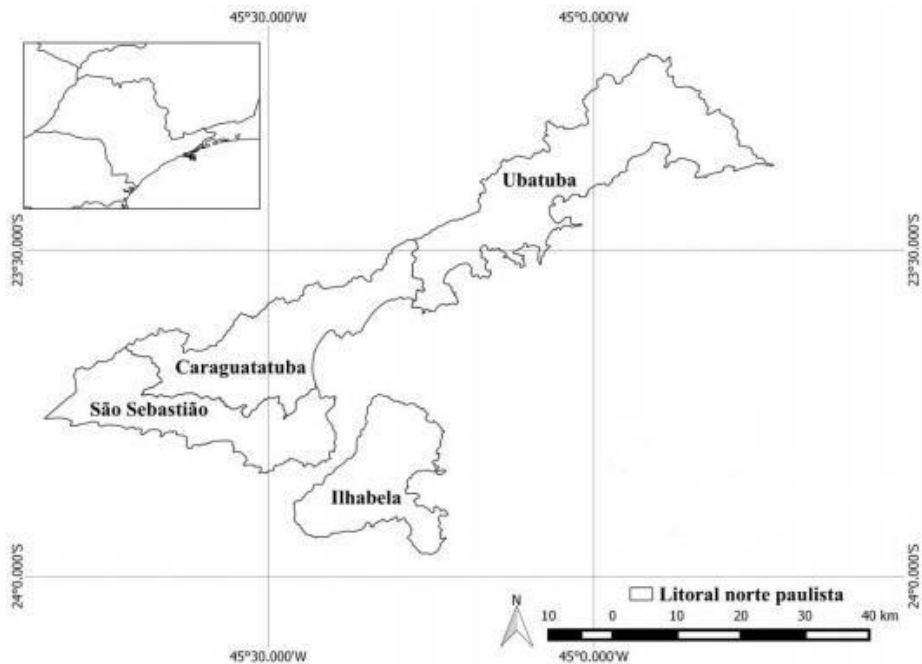 45°30.000'W 45°0.000'W
Ubatuba
23°30.000'S 23°30.000'S
Caraguatatuba
São Sebastião
Ilhabela
24°0.000'S 24°0.000'S
Litoral norte paulista
N
10 0 10 20 30 40 km
45°30.000'W 45°0.000'W